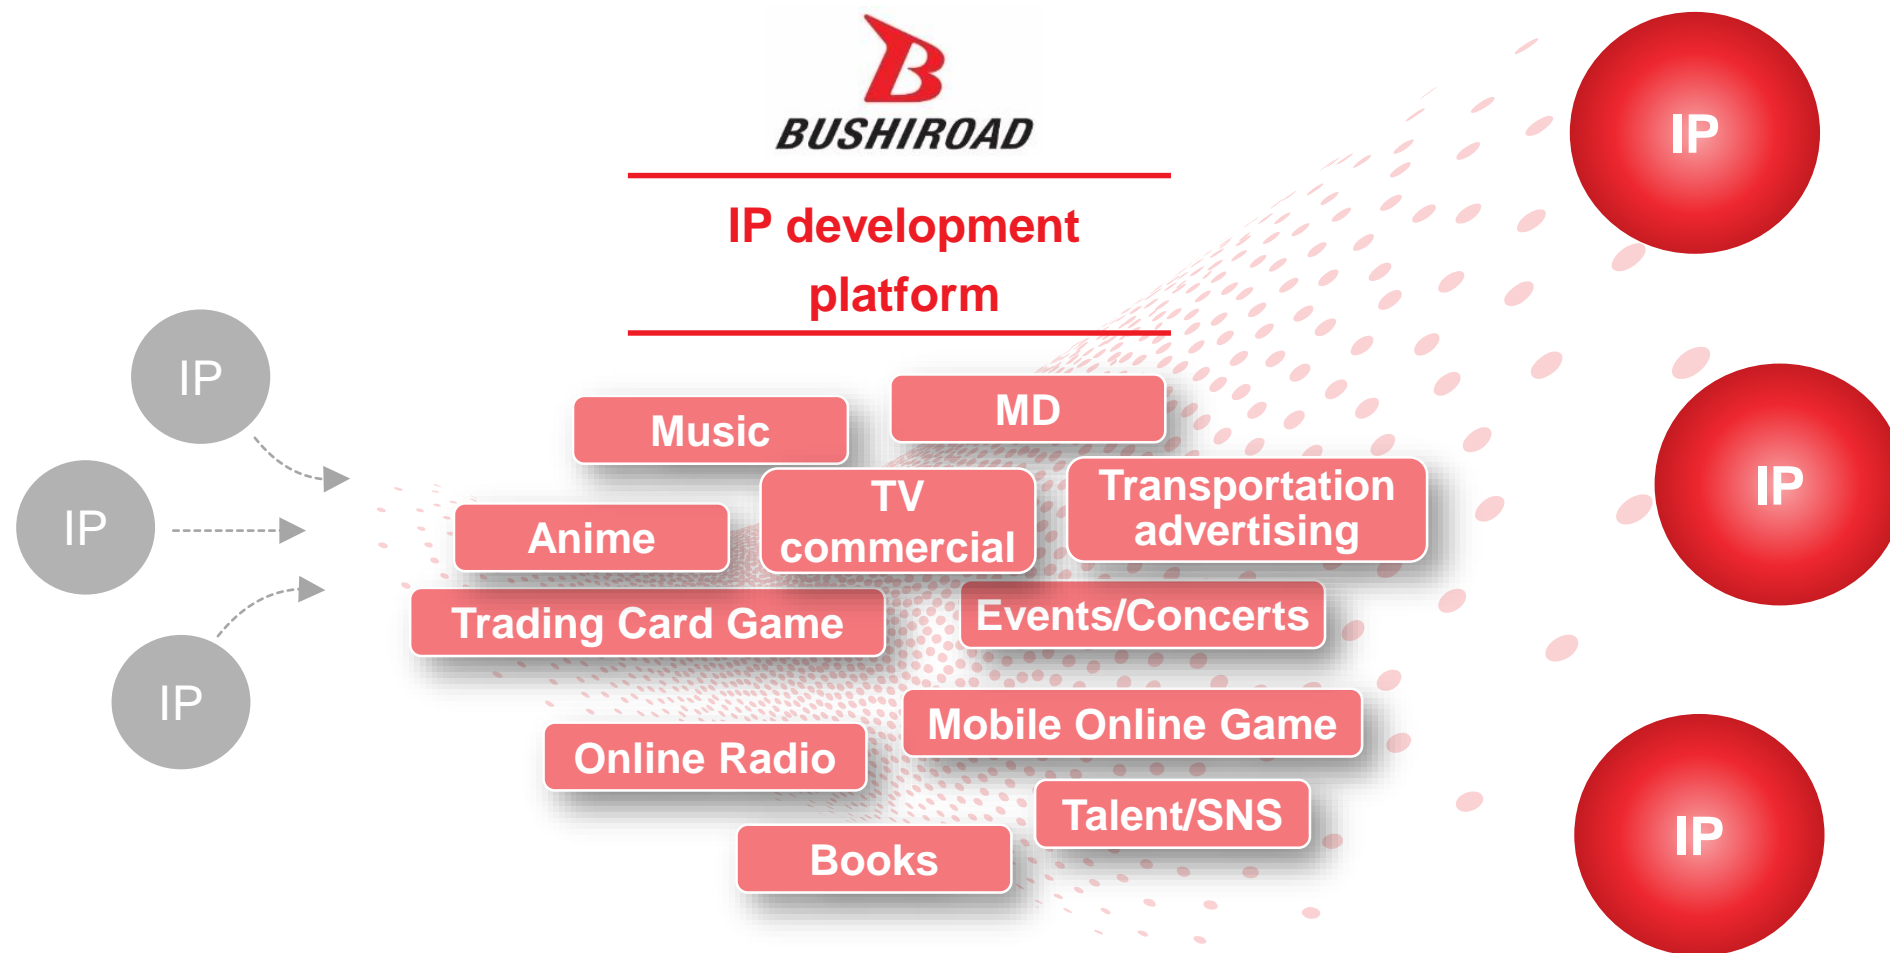 BUSHIROAD
IP development
platform
IP
IP
IP
Music
MD
TV
commercial
Transportation
advertising
Anime
Trading Card Game
Events/Concerts
Mobile Online Game
Online Radio
Talent/SNS
Books
IP
IP
IP